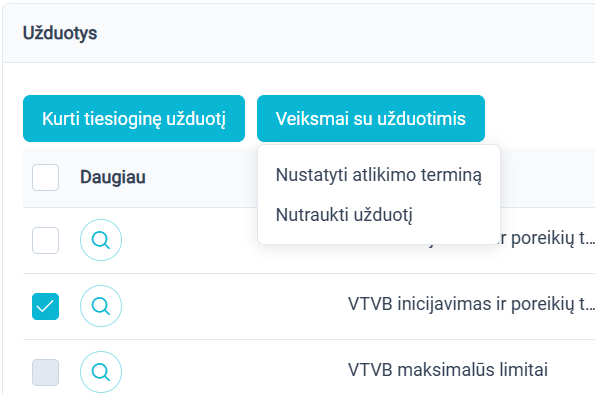 Užduotys
Kurti tiesioginę užduotį
Veiksmai su užduotimis
Daugiau
Nustatyti atlikimo terminą
Nutraukti užduotį
ir poreikių t...
VTVB inicijavimas ir poreikių t...
VTVB maksimalūs limitai